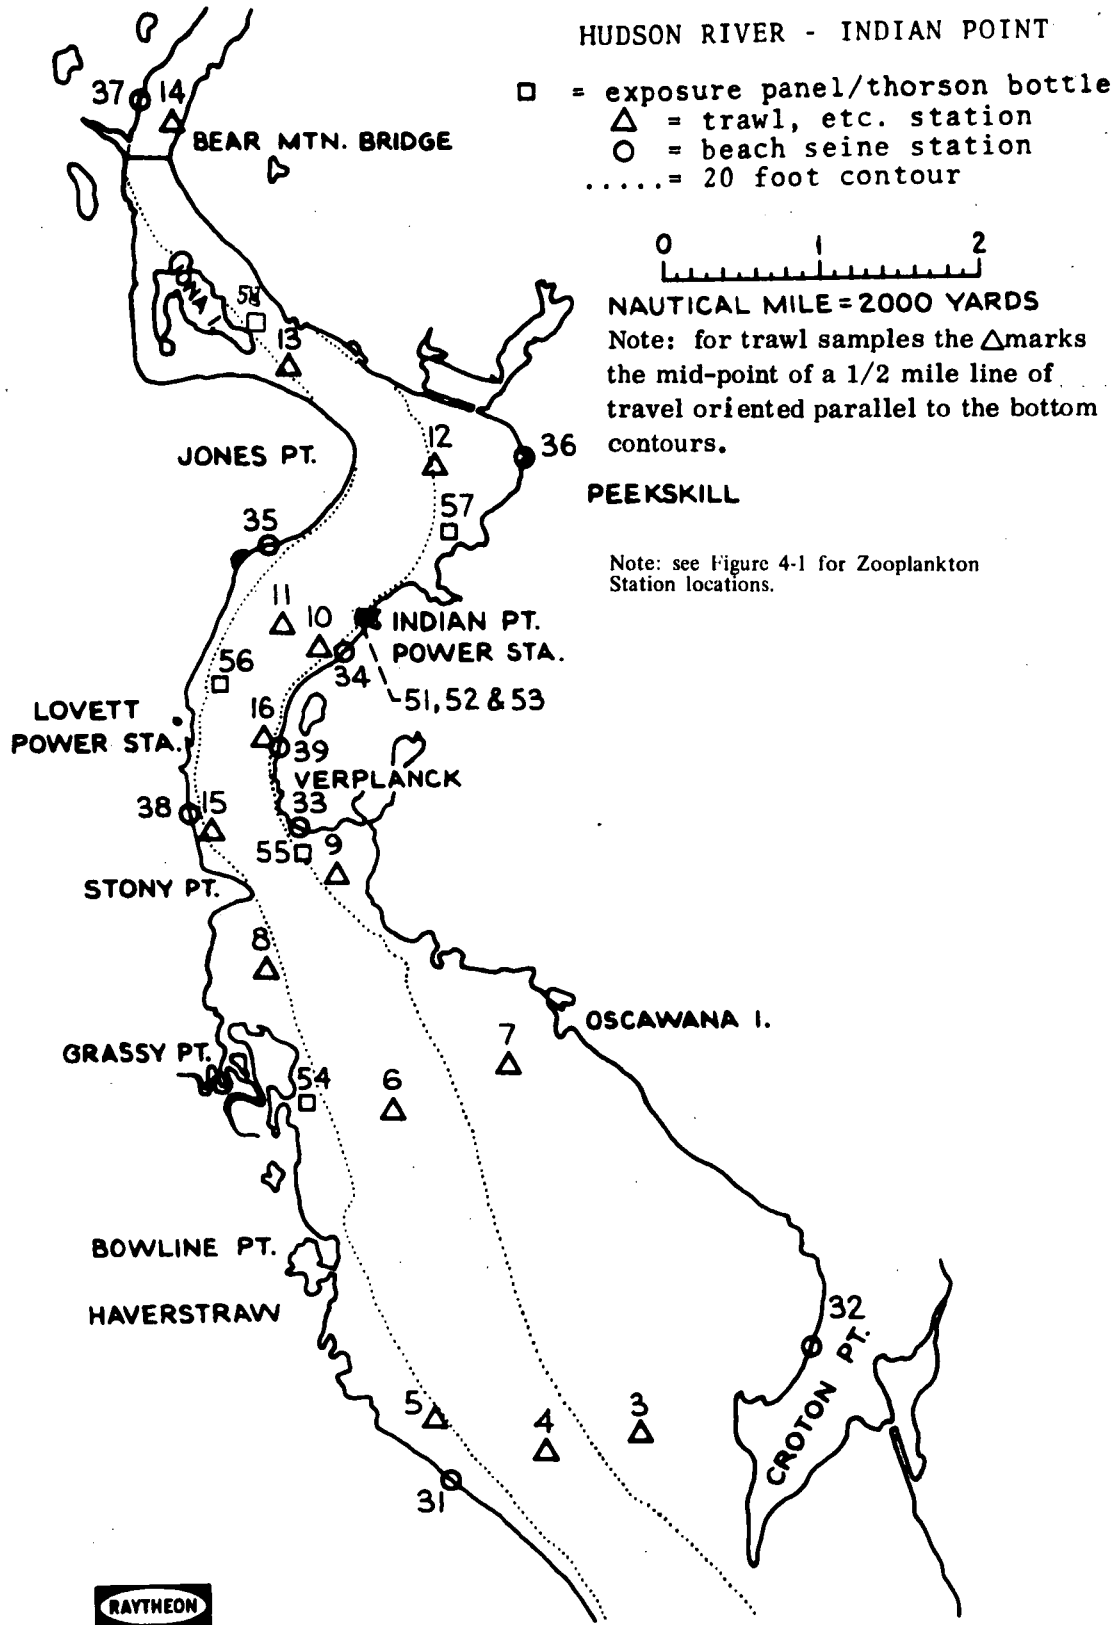 HUDSON RIVER - INDIAN POINT
□ = exposure panel/thorson bottle
△ = trawl, etc. station
○ = beach seine station
.....= 20 foot contour
0 1 2
NAUTICAL MILE = 2000 YARDS
Note: for trawl samples the △marks
the mid-point of a 1/2 mile line of
travel oriented parallel to the bottom
contours.
37 14
BEAR MTN. BRIDGE
IONA I.
13
12
36
JONES PT.
PEEKSKILL
57
35
Note: see Figure 4-1 for Zooplankton
Station locations.
11
10
INDIAN PT.
POWER STA.
34
56
51, 52 & 53
LOVETT
POWER STA.
16
39
VERPLANCK
38 15
33
55 9
STONY PT.
8
OSCAWANA I.
7
GRASSY PT.
54 6
BOWLINE PT.
HAVERSTRAW
32
CROTON PT.
5 4 3
31
RAYTHEON